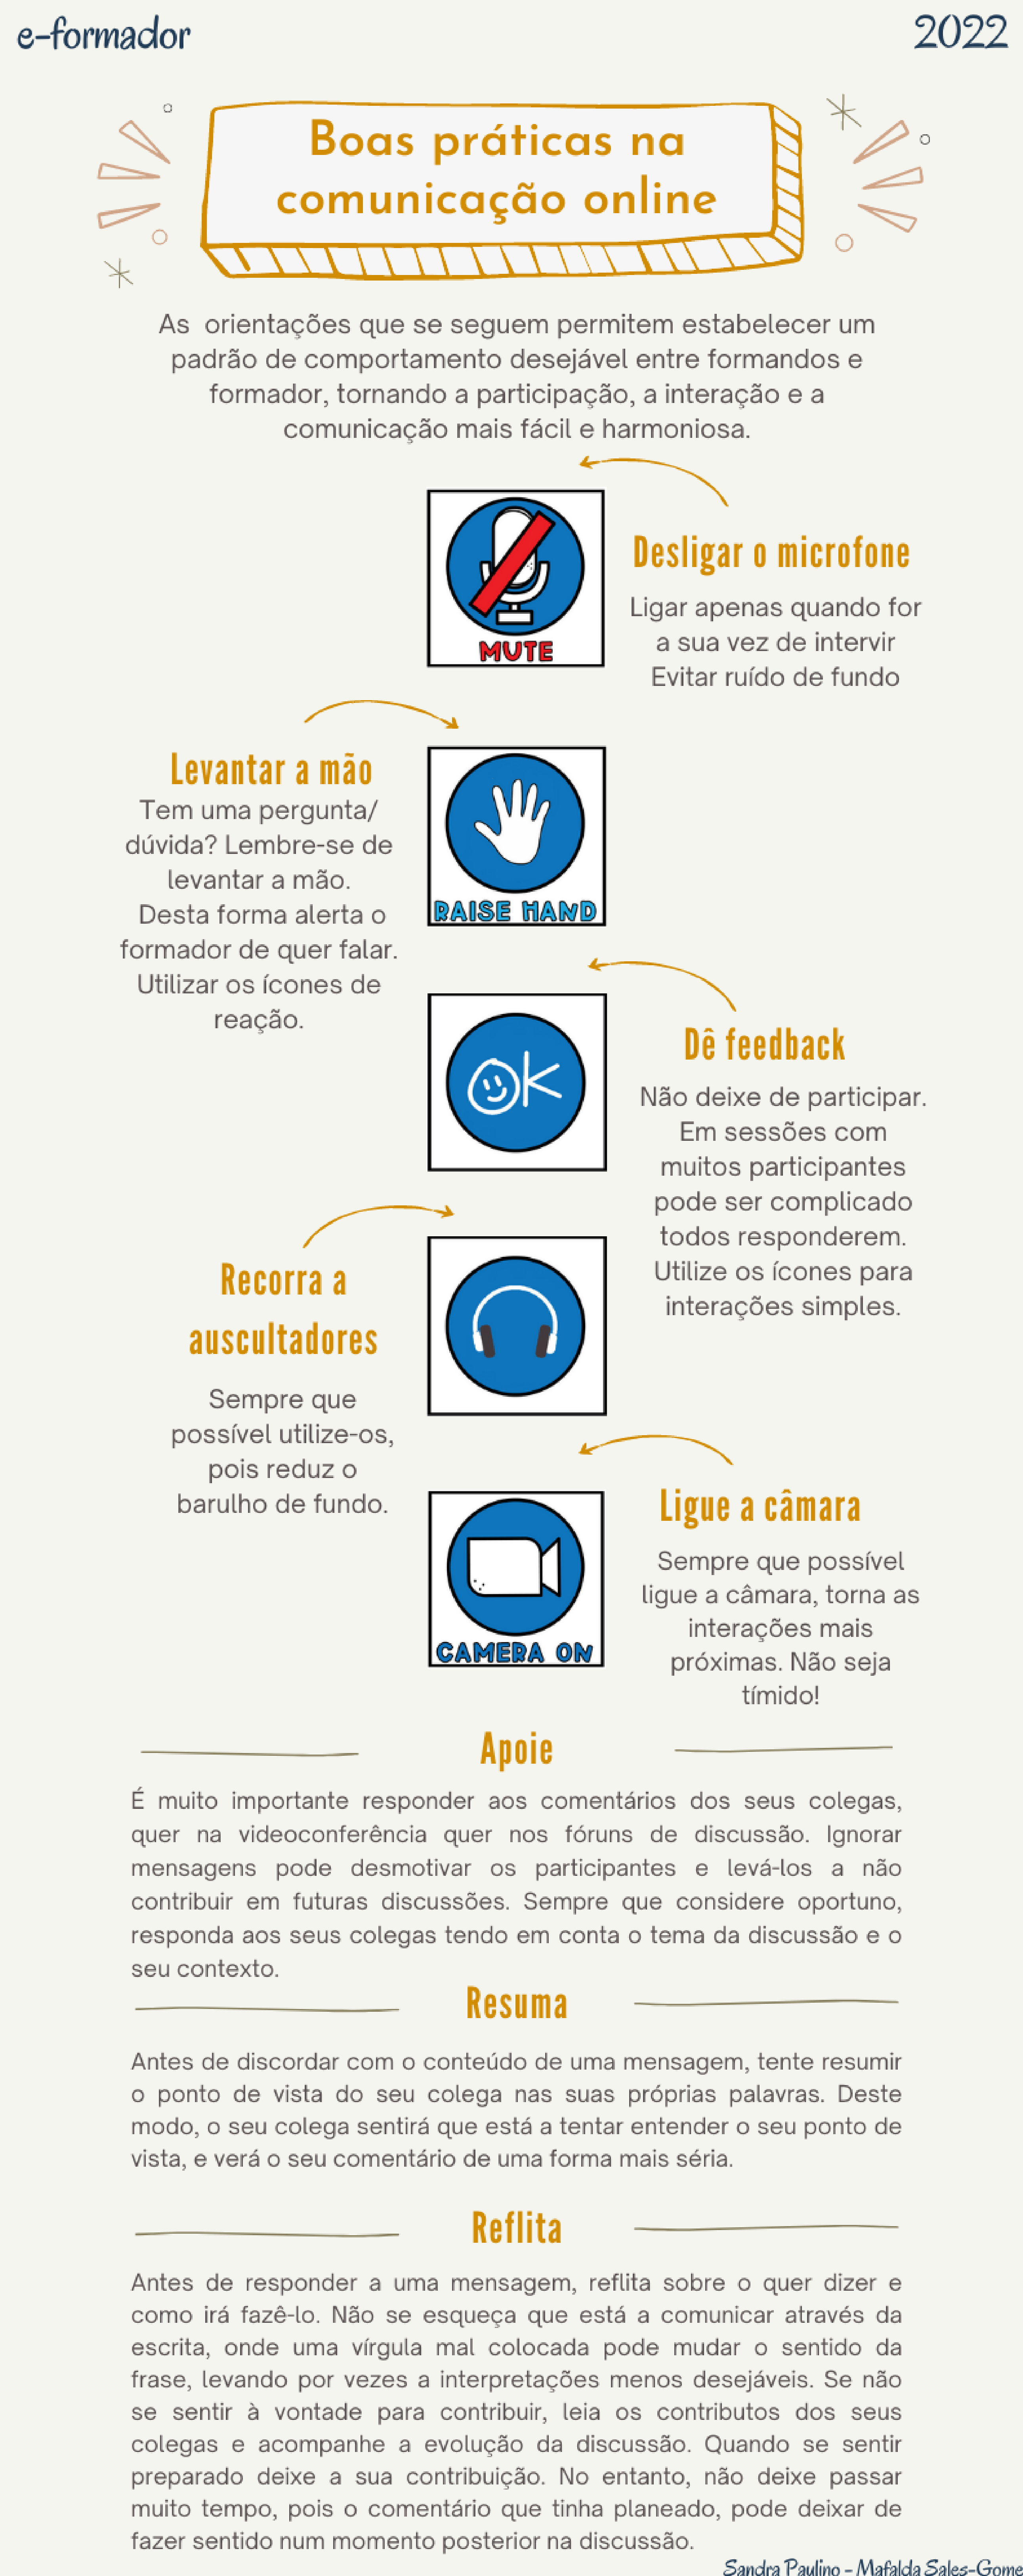 e-formador
2022
Boas práticas na
comunicação online
As orientações que se seguem permitem estabelecer um
padrão de comportamento desejável entre formandos e
formador, tornando a participação, a interação e a
comunicação mais fácil e harmoniosa.
MUTE
Desligar o microfone
Ligar apenas quando for
a sua vez de intervir
Evitar ruído de fundo
Levantar a mão
Tem uma pergunta/
dúvida? Lembre-se de
levantar a mão.
Desta forma alerta o
formador de quer falar.
Utilizar os ícones de
reação.
RAISE HAND
OK
Dê feedback
Não deixe de participar.
Em sessões com
muitos participantes
pode ser complicado
todos responderem.
Utilize os ícones para
interações simples.
Recorra a
auscultadores
Sempre que
possível utilize-os,
pois reduz o
barulho de fundo.
CAMERA ON
Ligue a câmara
Sempre que possível
ligue a câmara, torna as
interações mais
próximas. Não seja
tímido!
Apoie
É muito importante responder aos comentários dos seus colegas,
quer na videoconferência quer nos fóruns de discussão. Ignorar
mensagens pode desmotivar os participantes e levá-los a não
contribuir em futuras discussões. Sempre que considere oportuno,
responda aos seus colegas tendo em conta o tema da discussão e o
seu contexto.
Resuma
Antes de discordar com o conteúdo de uma mensagem, tente resumir
o ponto de vista do seu colega nas suas próprias palavras. Deste
modo, o seu colega sentirá que está a tentar entender o seu ponto de
vista, e verá o seu comentário de uma forma mais séria.
Reflita
Antes de responder a uma mensagem, reflita sobre o quer dizer e
como irá fazê-lo. Não se esqueça que está a comunicar através da
escrita, onde uma vírgula mal colocada pode mudar o sentido da
frase, levando por vezes a interpretações menos desejáveis. Se não
se sentir à vontade para contribuir, leia os contributos dos seus
colegas e acompanhe a evolução da discussão. Quando se sentir
preparado deixe a sua contribuição. No entanto, não deixe passar
muito tempo, pois o comentário que tinha planeado, pode deixar de
fazer sentido num momento posterior na discussão.
Sandra Paulino - Mafalda Sales-Gome